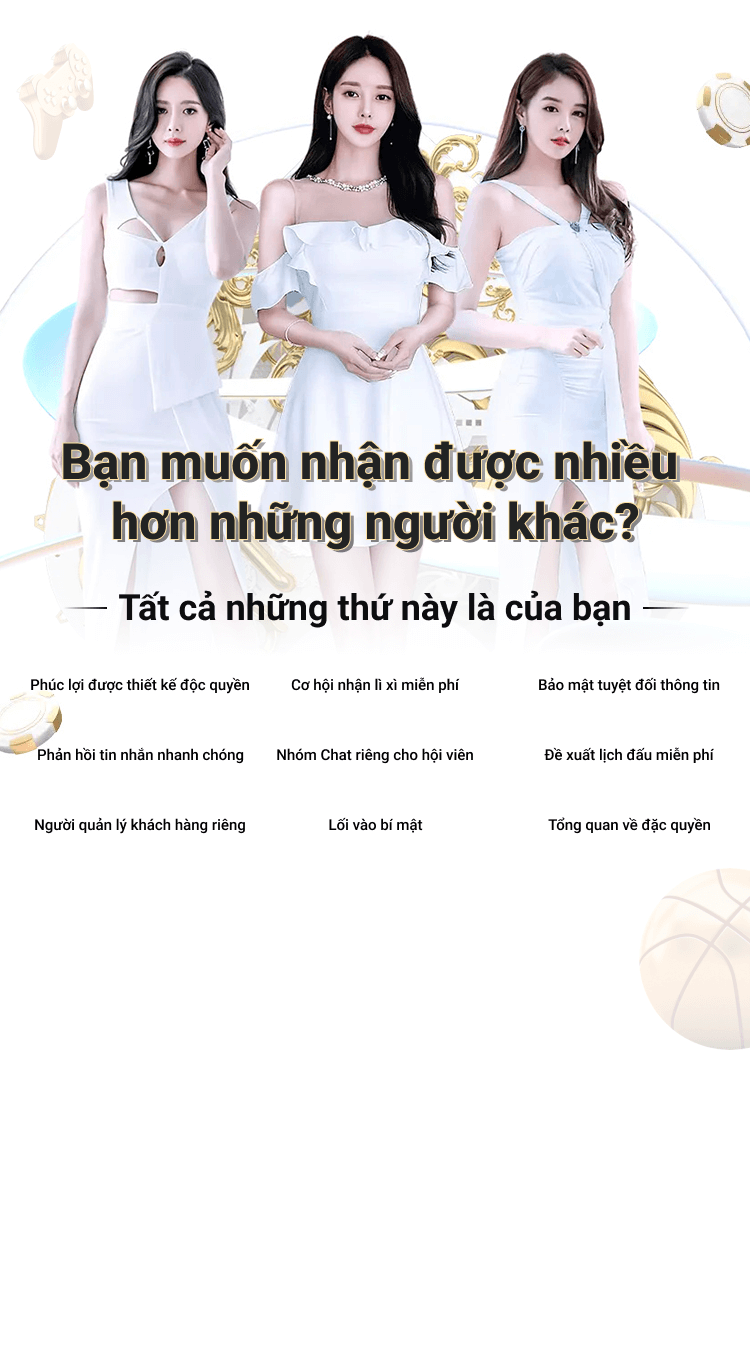 Bạn muốn nhận được nhiều
hơn những người khác?
Tất cả những thứ này là của bạn
Phúc lợi được thiết kế độc quyền
Cơ hội nhận lì xì miễn phí
Bảo mật tuyệt đối thông tin
Phản hồi tin nhắn nhanh chóng
Nhóm Chat riêng cho hội viên
Đề xuất lịch đấu miễn phí
Người quản lý khách hàng riêng
Lối vào bí mật
Tổng quan về đặc quyền